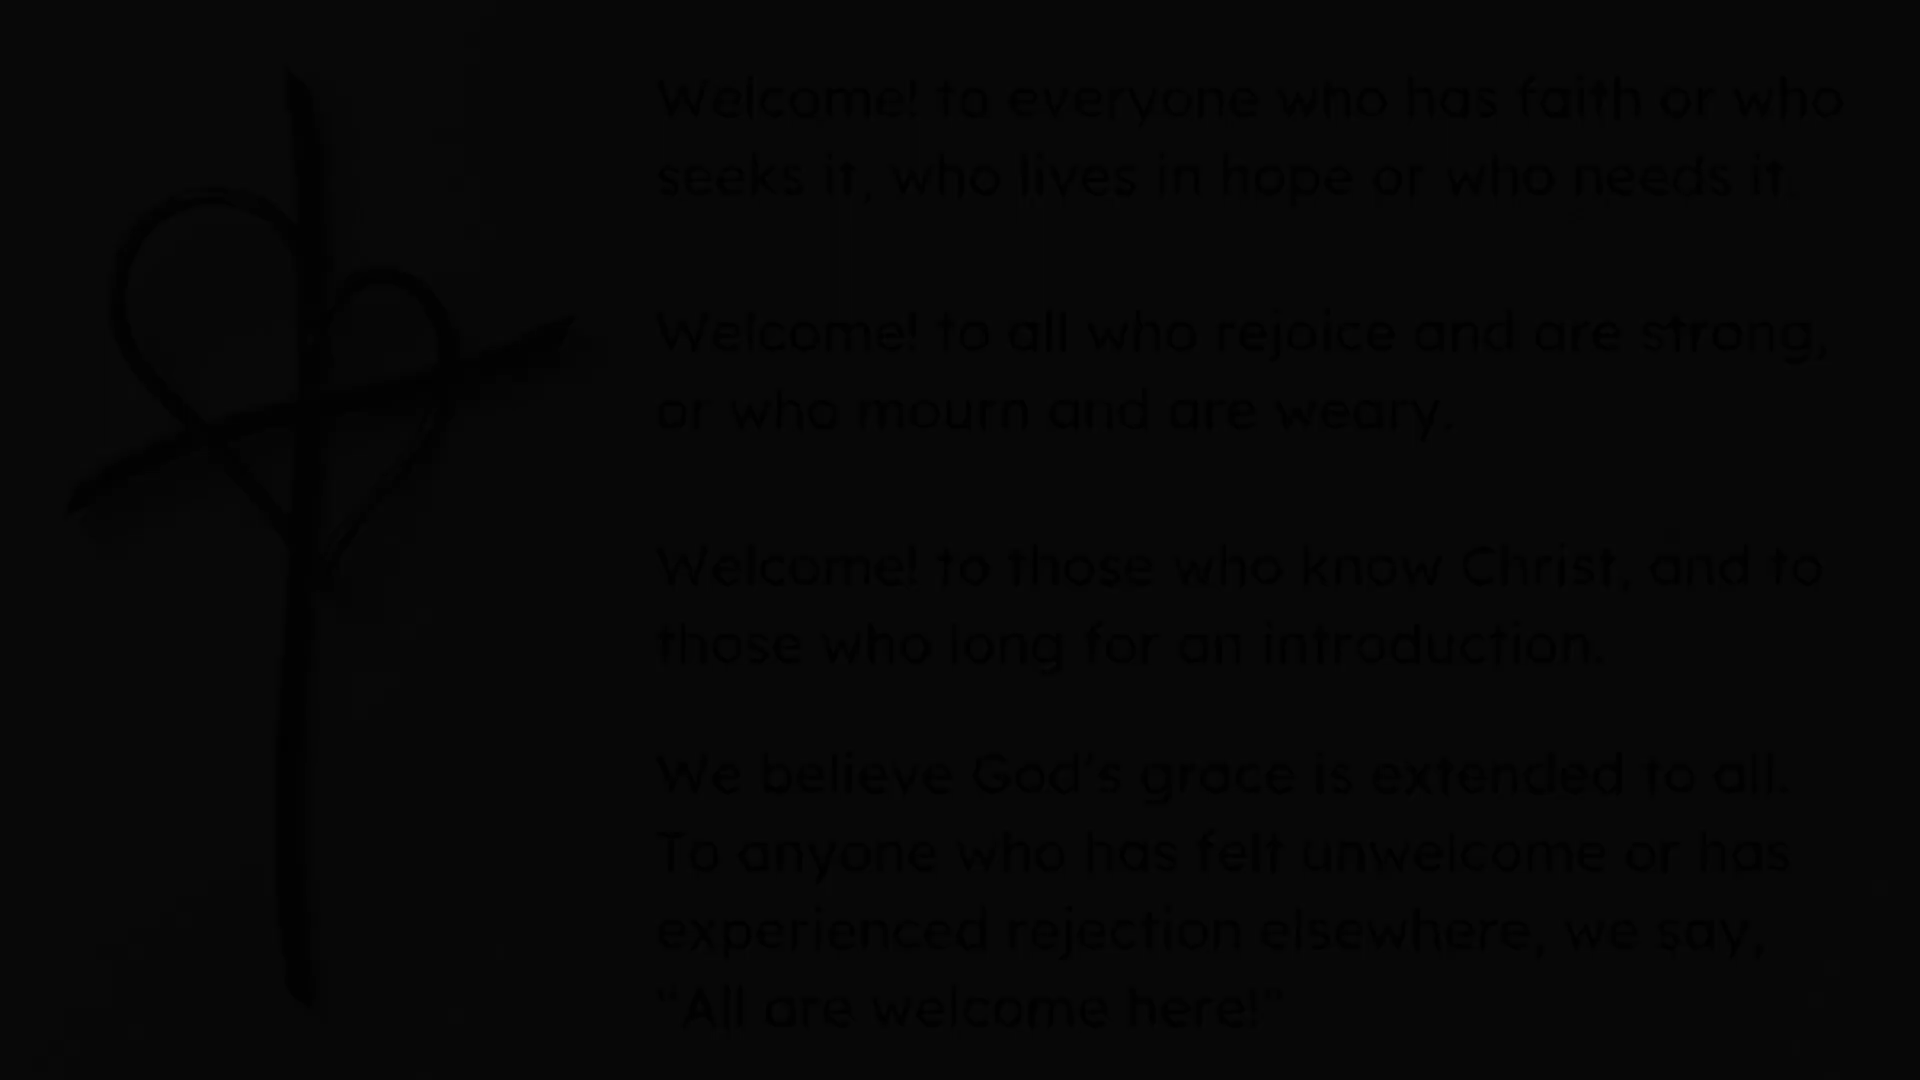 Welcome! to everyone who has faith or who
seeks it, who lives in hope or who needs it.
Welcome! to all who rejoice and are strong,
or who mourn and are weary.
Welcome! to those who know Christ, and to
those who long for an introduction.
We believe God's grace is extended to all.
To anyone who has felt unwelcome or has
experienced rejection elsewhere, we say,
"All are welcome here!"